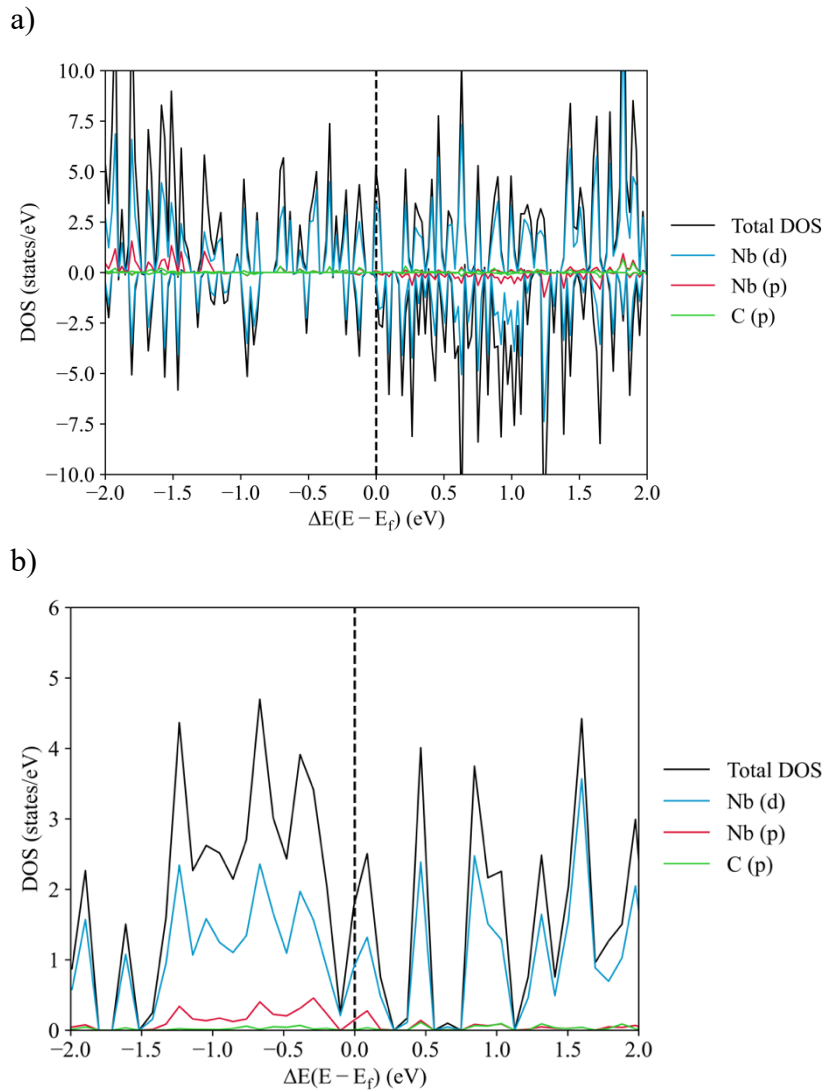 a)
10.0
7.5
5.0
2.5
0.0
−2.5
−5.0
−7.5
−10.0
DOS (states/eV)
−2.0 −1.5 −1.0 −0.5 0.0 0.5 1.0 1.5 2.0
ΔE(E − E_f) (eV)
Total DOS
Nb (d)
Nb (p)
C (p)
b)
6
5
4
3
2
1
0
DOS (states/eV)
−2.0 −1.5 −1.0 −0.5 0.0 0.5 1.0 1.5 2.0
ΔE(E − E_f) (eV)
Total DOS
Nb (d)
Nb (p)
C (p)